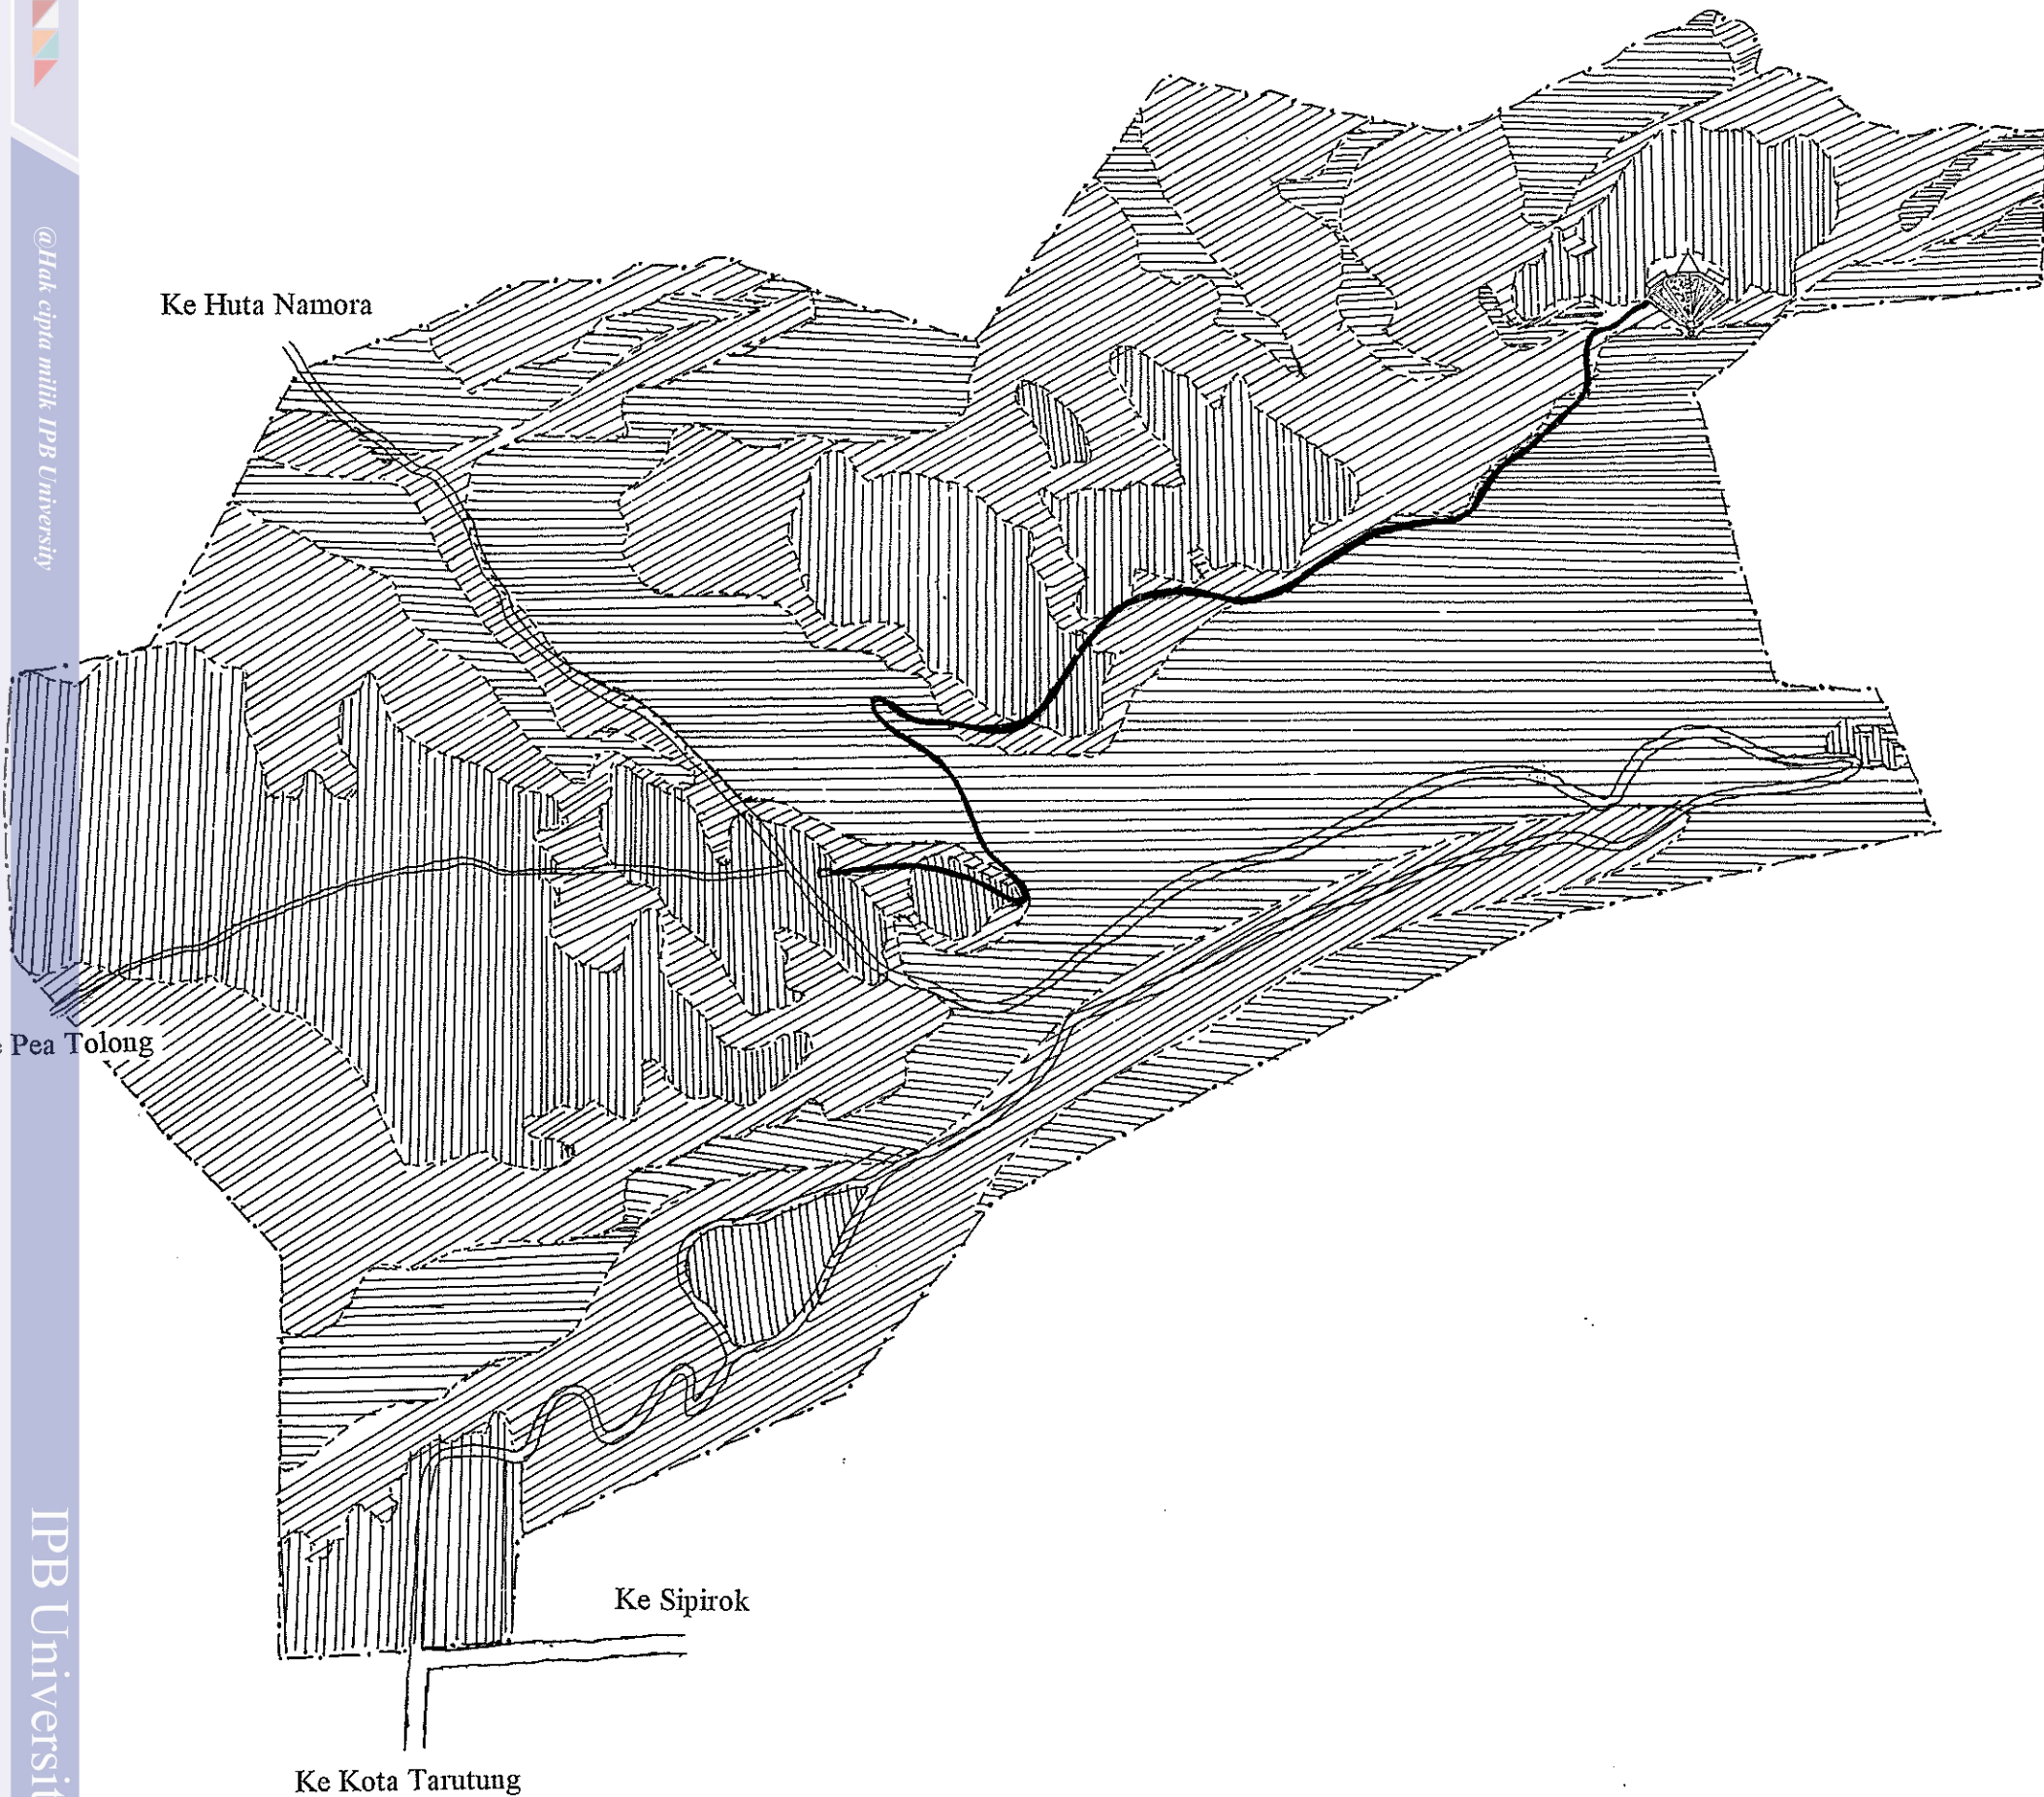 @Hak cipta milik IPB University
IPB Universit
Ke Huta Namora
e Pea Tolong
Ke Sipirok
Ke Kota Tarutung